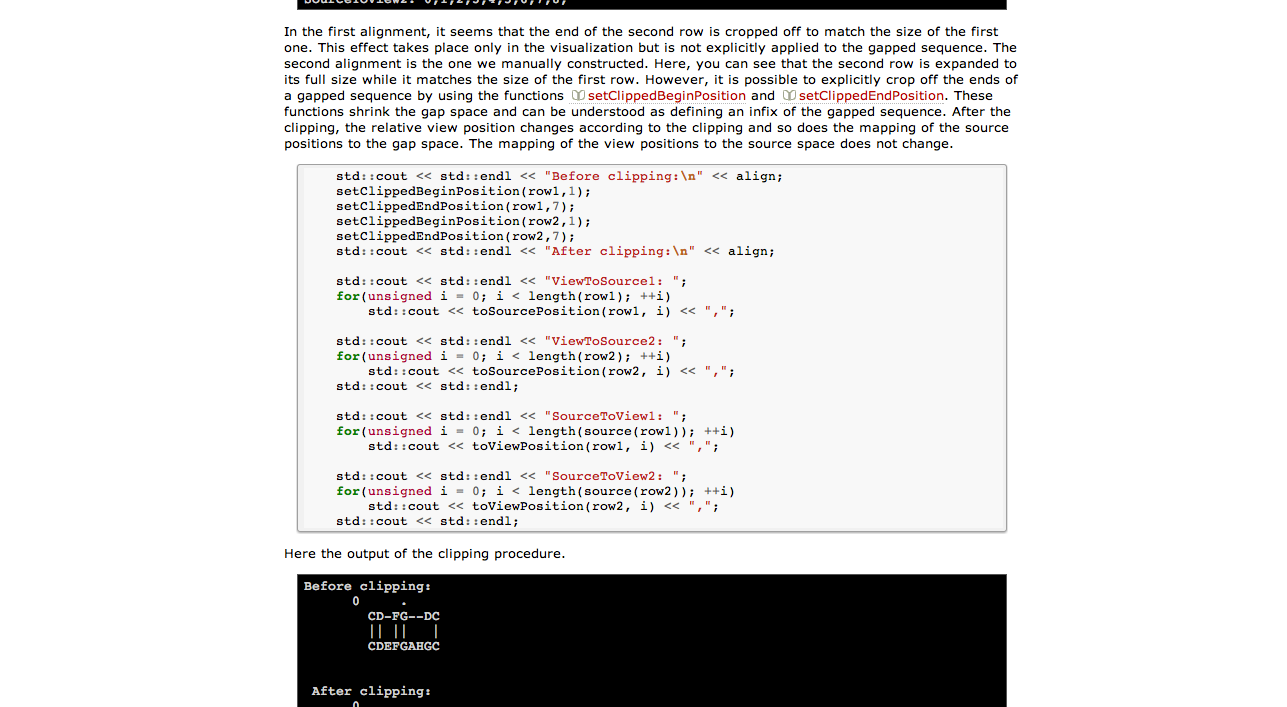 SourceToView2: 0,1,2,3,4,5,6,7,8,
In the first alignment, it seems that the end of the second row is cropped off to match the size of the first
one. This effect takes place only in the visualization but is not explicitly applied to the gapped sequence. The
second alignment is the one we manually constructed. Here, you can see that the second row is expanded to
its full size while it matches the size of the first row. However, it is possible to explicitly crop off the ends of
a gapped sequence by using the functions setClippedBeginPosition and setClippedEndPosition. These
functions shrink the gap space and can be understood as defining an infix of the gapped sequence. After the
clipping, the relative view position changes according to the clipping and so does the mapping of the source
positions to the gap space. The mapping of the view positions to the source space does not change.
std::cout << std::endl << "Before clipping:\n" << align;
setClippedBeginPosition(row1,1);
setClippedEndPosition(row1,7);
setClippedBeginPosition(row2,1);
setClippedEndPosition(row2,7);
std::cout << std::endl << "After clipping:\n" << align;
std::cout << std::endl << "ViewToSource1: ";
for(unsigned i = 0; i < length(row1); ++i)
std::cout << toSourcePosition(row1, i) << ",";
std::cout << std::endl << "ViewToSource2: ";
for(unsigned i = 0; i < length(row2); ++i)
std::cout << toSourcePosition(row2, i) << ",";
std::cout << std::endl;
std::cout << std::endl << "SourceToView1: ";
for(unsigned i = 0; i < length(source(row1)); ++i)
std::cout << toViewPosition(row1, i) << ",";
std::cout << std::endl << "SourceToView2: ";
for(unsigned i = 0; i < length(source(row2)); ++i)
std::cout << toViewPosition(row2, i) << ",";
std::cout << std::endl;
Here the output of the clipping procedure.
Before clipping:
0 .
CD-FG--DC
|| || |
CDEFGAHGC
After clipping:
0